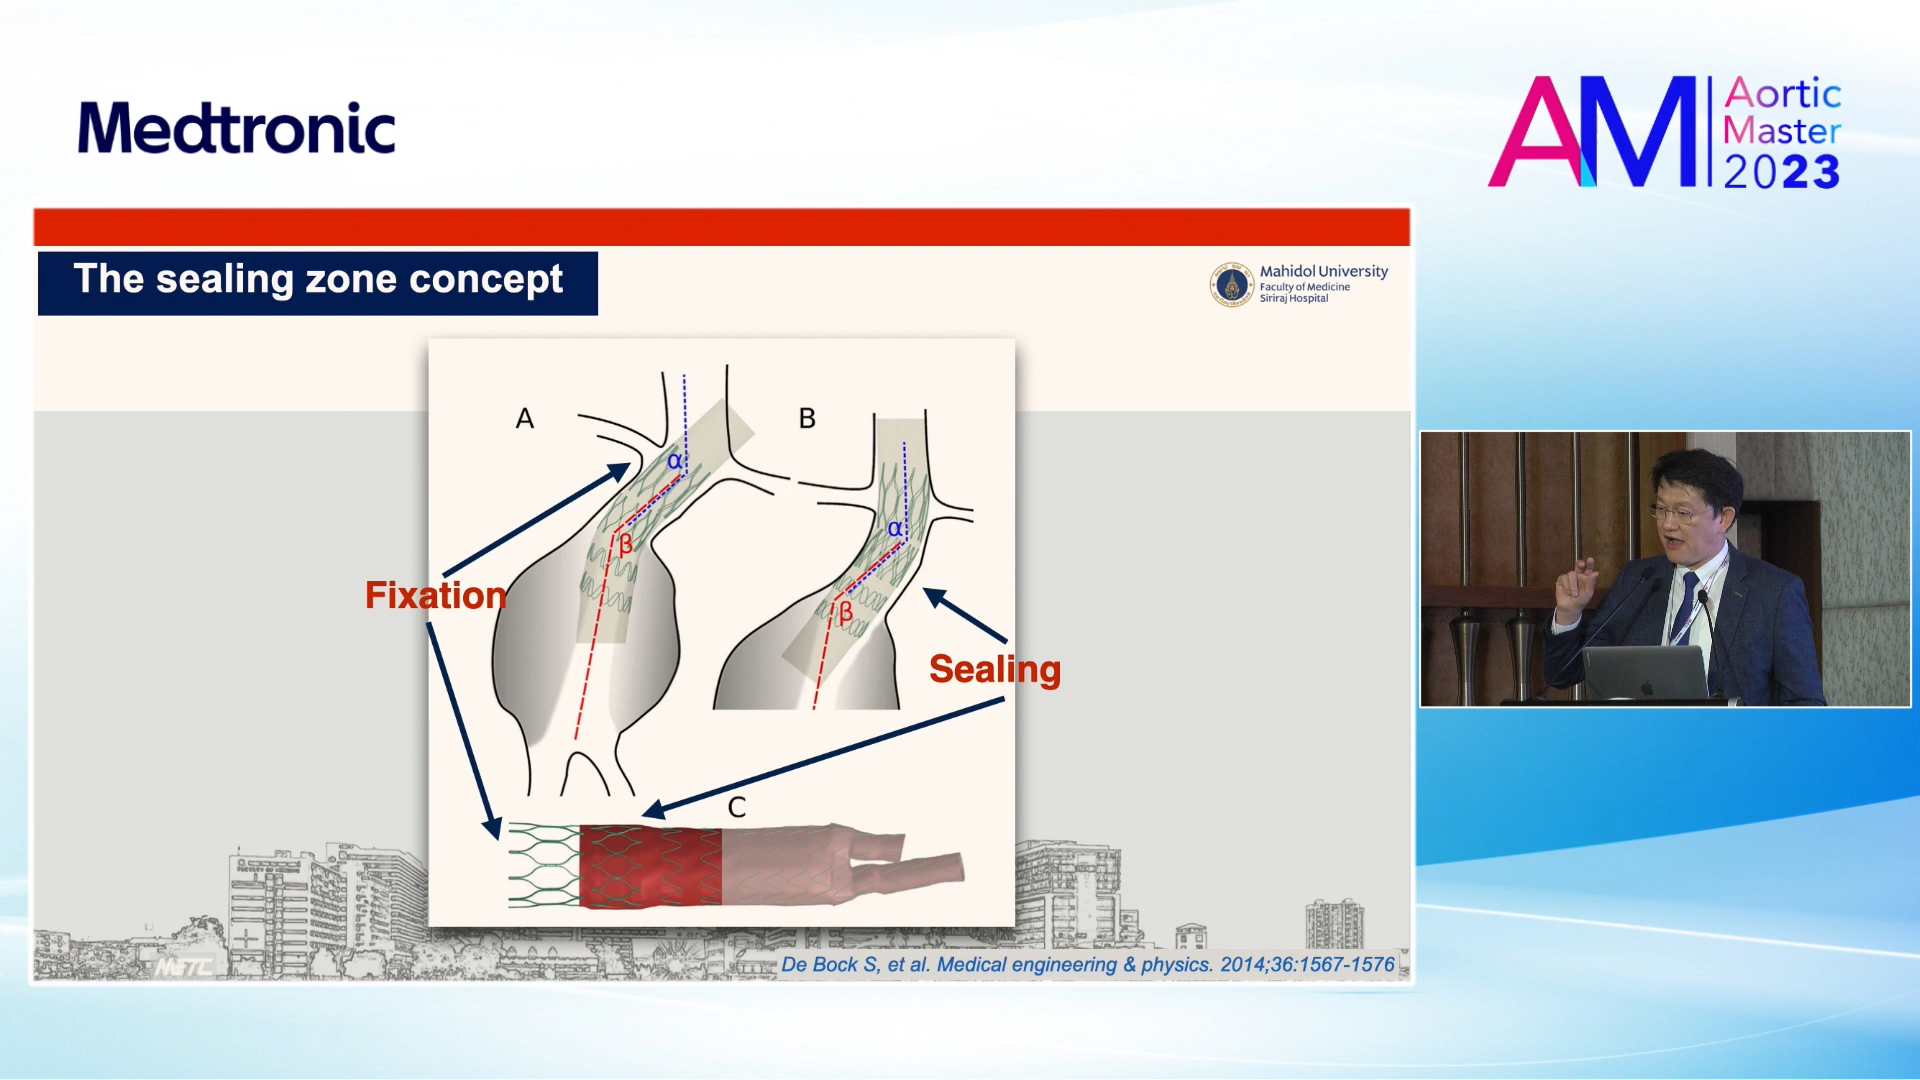 Medtronic
AM
Aortic
Master
2023
The sealing zone concept
Mahidol University
Faculty of Medicine
Siriraj Hospital
A
B
α
β
α
β
Fixation
Sealing
C
De Bock S, et al. Medical engineering & physics. 2014;36:1567-1576